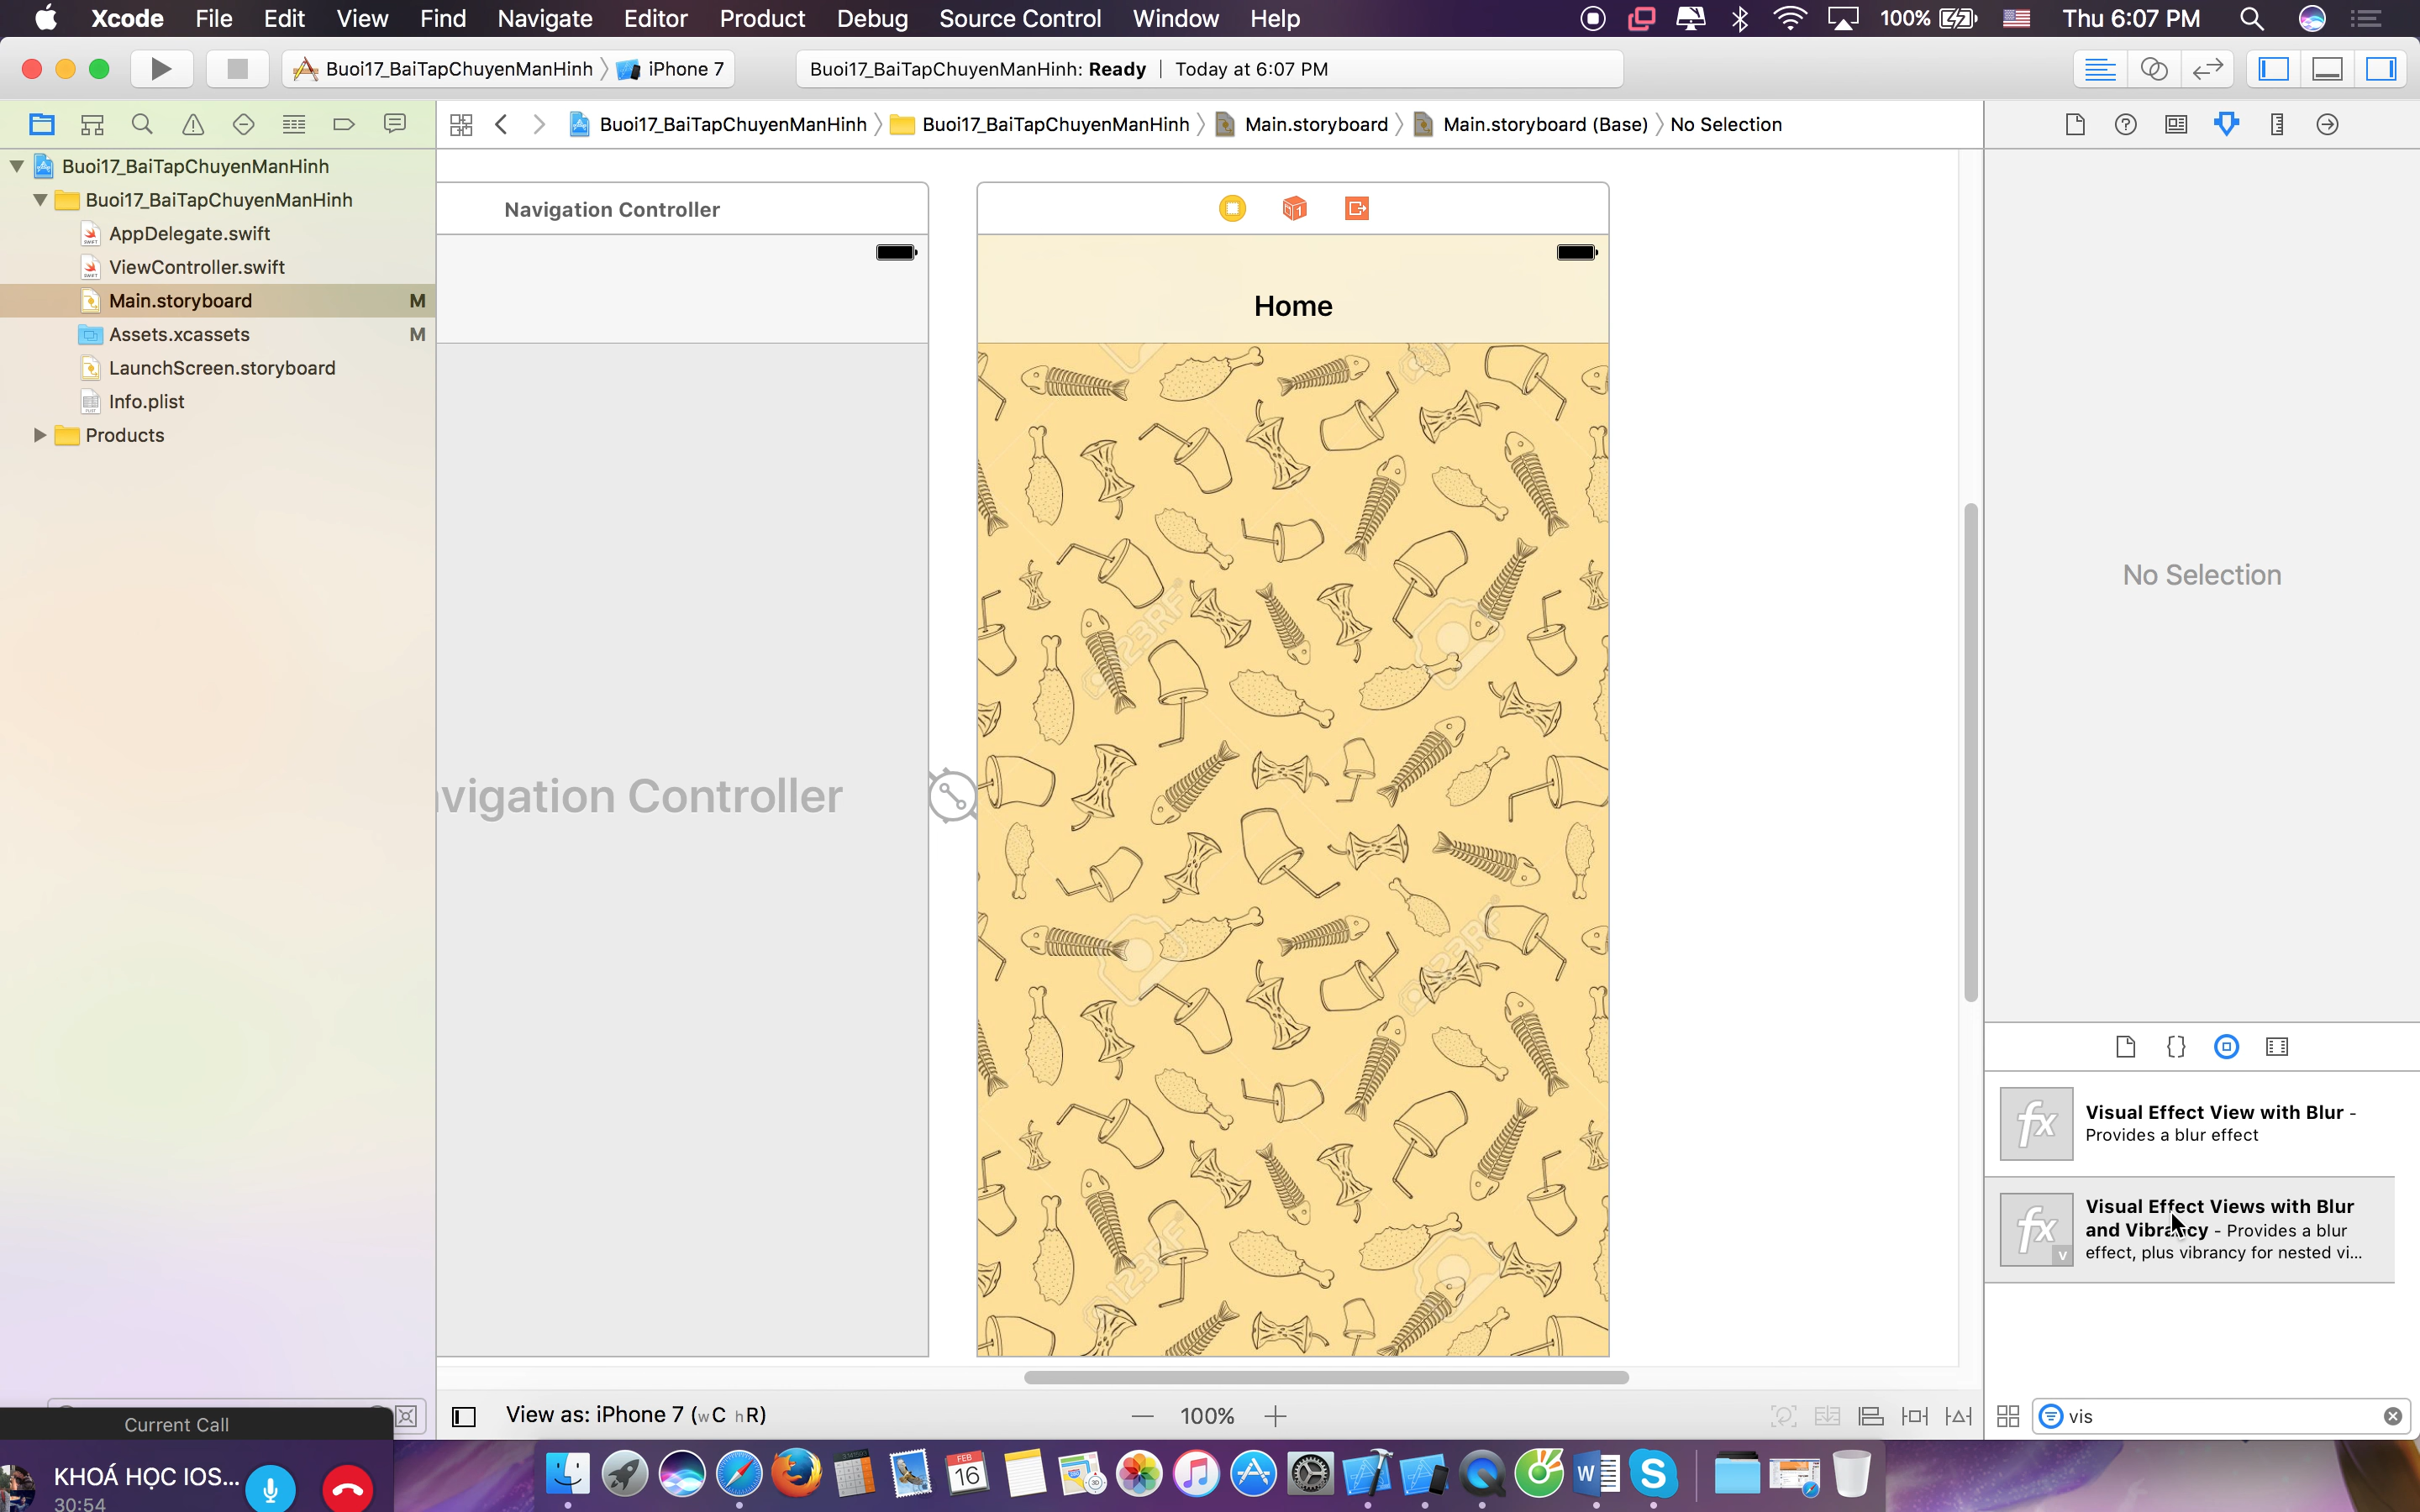 Xcode File Edit View Find Navigate Editor Product Debug Source Control Window Help 100% Thu 6:07 PM
Buoi17_BaiTapChuyenManHinh iPhone 7 Buoi17_BaiTapChuyenManHinh: Ready Today at 6:07 PM
Buoi17_BaiTapChuyenManHinh Buoi17_BaiTapChuyenManHinh Main.storyboard Main.storyboard (Base) No Selection
Buoi17_BaiTapChuyenManHinh
Buoi17_BaiTapChuyenManHinh
AppDelegate.swift
ViewController.swift
Main.storyboard M
Assets.xcassets M
LaunchScreen.storyboard
Info.plist
Products
Navigation Controller
vigation Controller
Home
123RF
123RF
123RF
123RF
No Selection
Visual Effect View with Blur -
Provides a blur effect
Visual Effect Views with Blur
and Vibrancy - Provides a blur
effect, plus vibrancy for nested vi...
vis
View as: iPhone 7 (wC hR)
100%
Current Call
KHOÁ HỌC IOS...
30:54
FEB
16